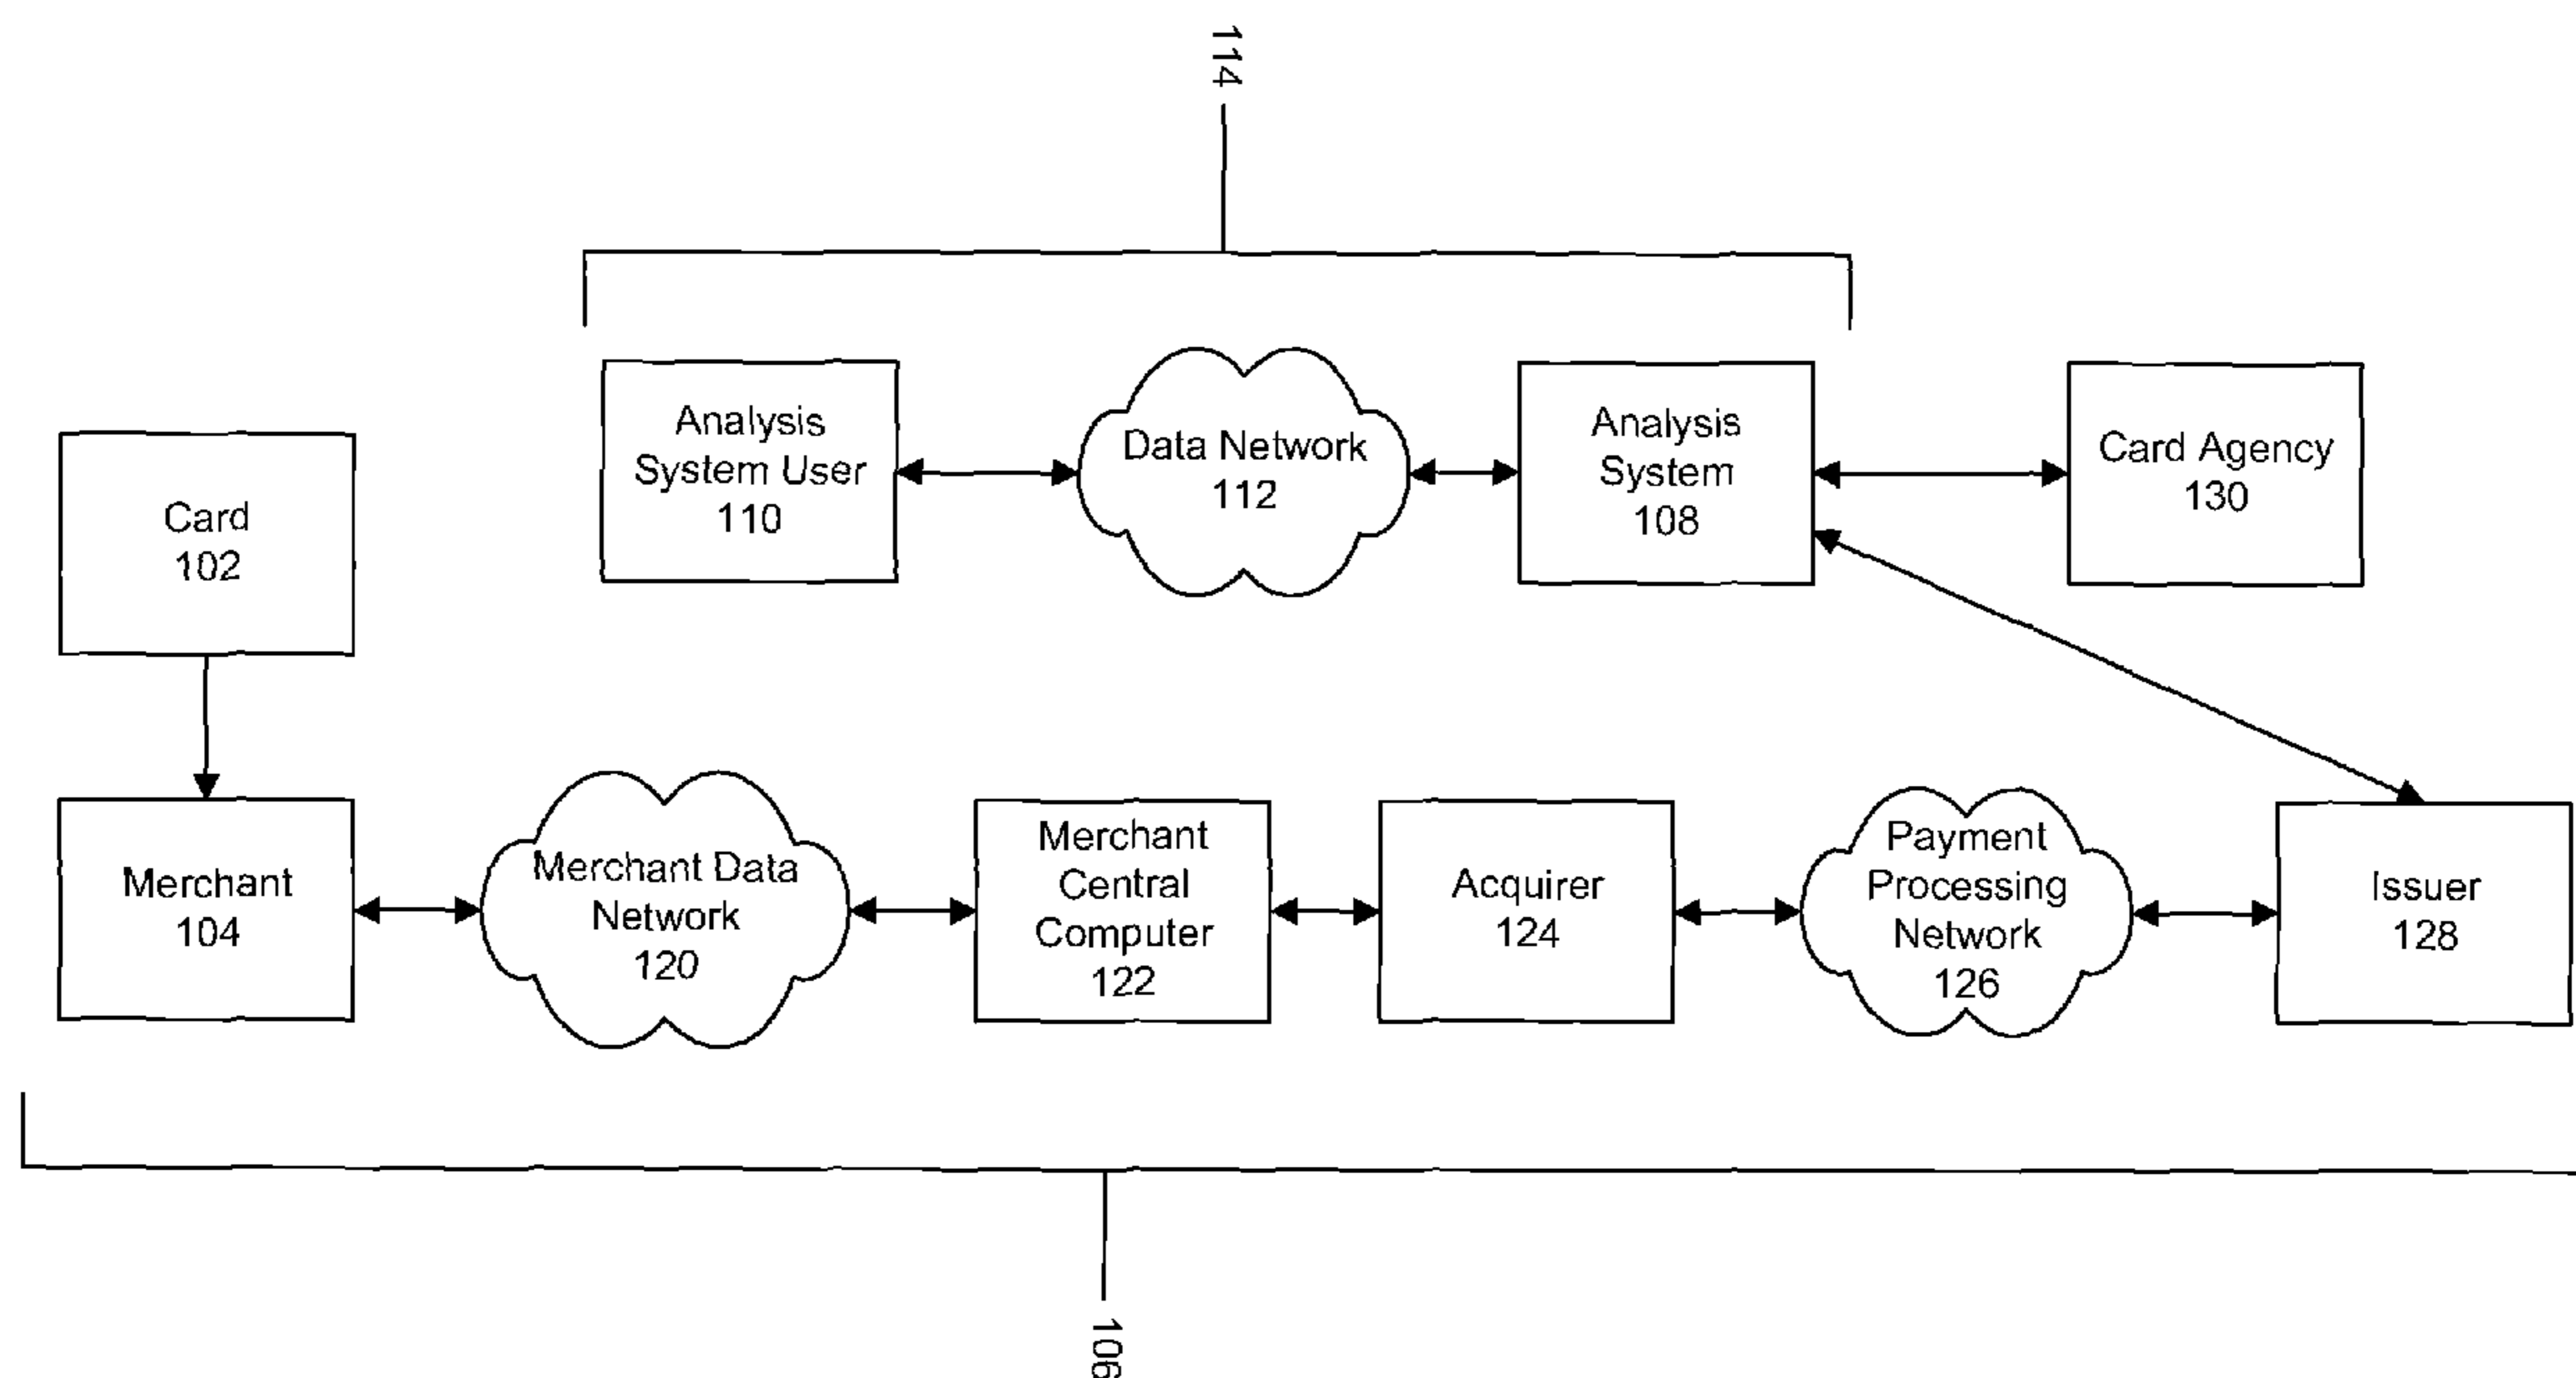 114
Analysis
System User
110
Data Network
112
Analysis
System
108
Card Agency
130
Card
102
Merchant
104
Merchant Data
Network
120
Merchant
Central
Computer
122
Acquirer
124
Payment
Processing
Network
126
Issuer
128
106